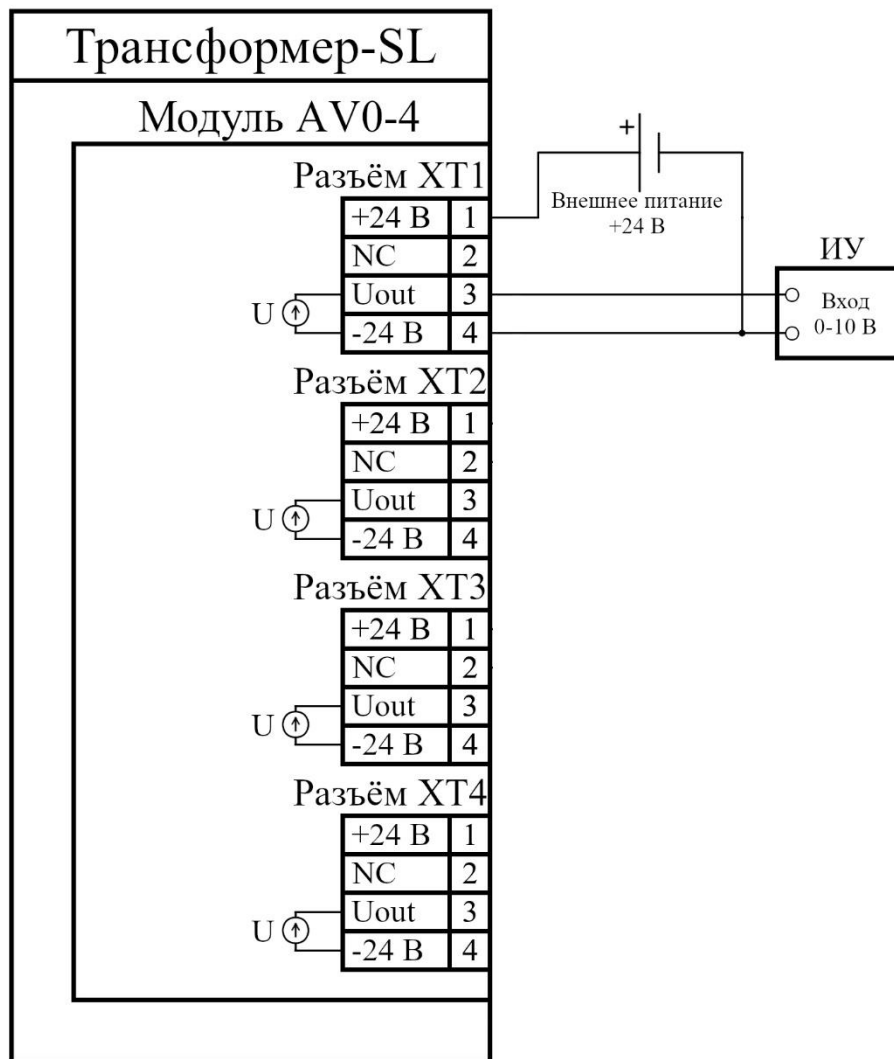 Трансформер-SL
Модуль AV0-4
Разъём XT1
+24 В 1
NC 2
Uout 3
-24 В 4
U
+
Внешнее питание
+24 В
ИУ
Вход
0-10 В
Разъём XT2
+24 В 1
NC 2
Uout 3
-24 В 4
U
Разъём XT3
+24 В 1
NC 2
Uout 3
-24 В 4
U
Разъём XT4
+24 В 1
NC 2
Uout 3
-24 В 4
U